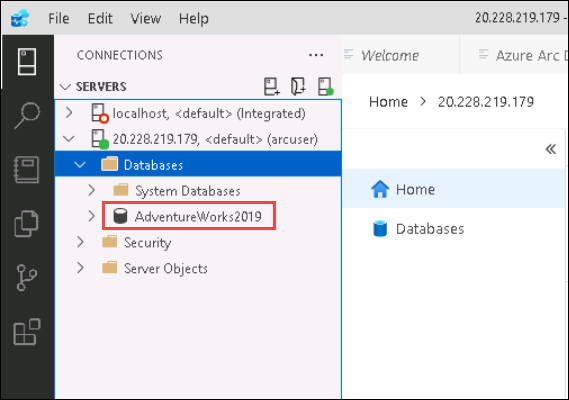 File Edit View Help 20.228.219.179 -
CONNECTIONS ···
Welcome
Azure Arc D
SERVERS
localhost, <default> (Integrated)
20.228.219.179, <default> (arcuser)
Databases
System Databases
AdventureWorks2019
Security
Server Objects
Home > 20.228.219.179
«
Home
Databases